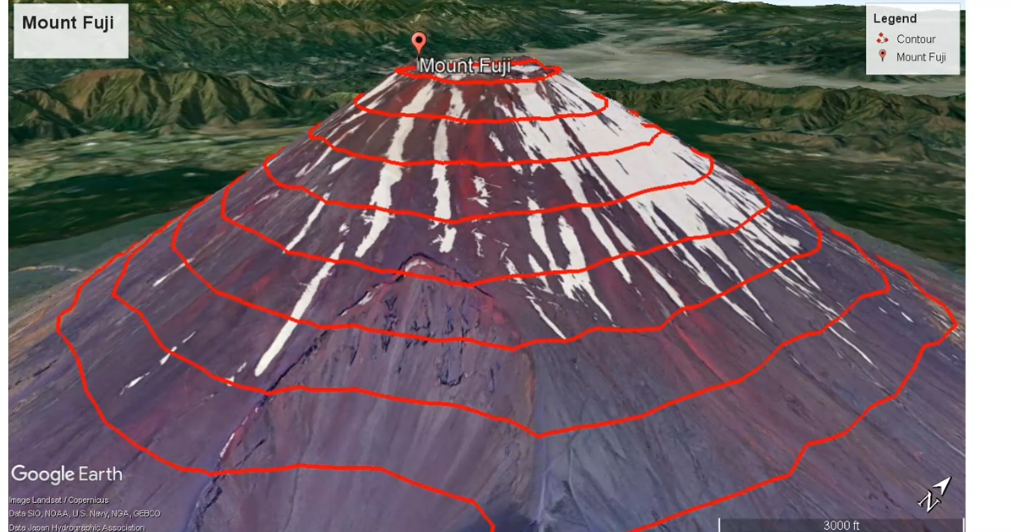 Mount Fuji
Legend
Contour
Mount Fuji
Mount Fuji
Google Earth
Image Landsat / Copernicus
Data SIO, NOAA, U.S. Navy, NGA, GEBCO
Data Japan Hydrographic Association
N
3000 ft